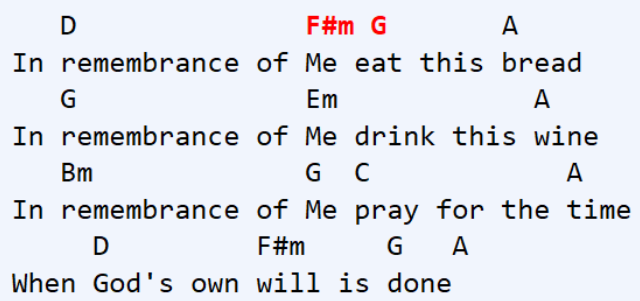 D F#m G A
In remembrance of Me eat this bread
G Em A
In remembrance of Me drink this wine
Bm G C A
In remembrance of Me pray for the time
D F#m G A
When God's own will is done